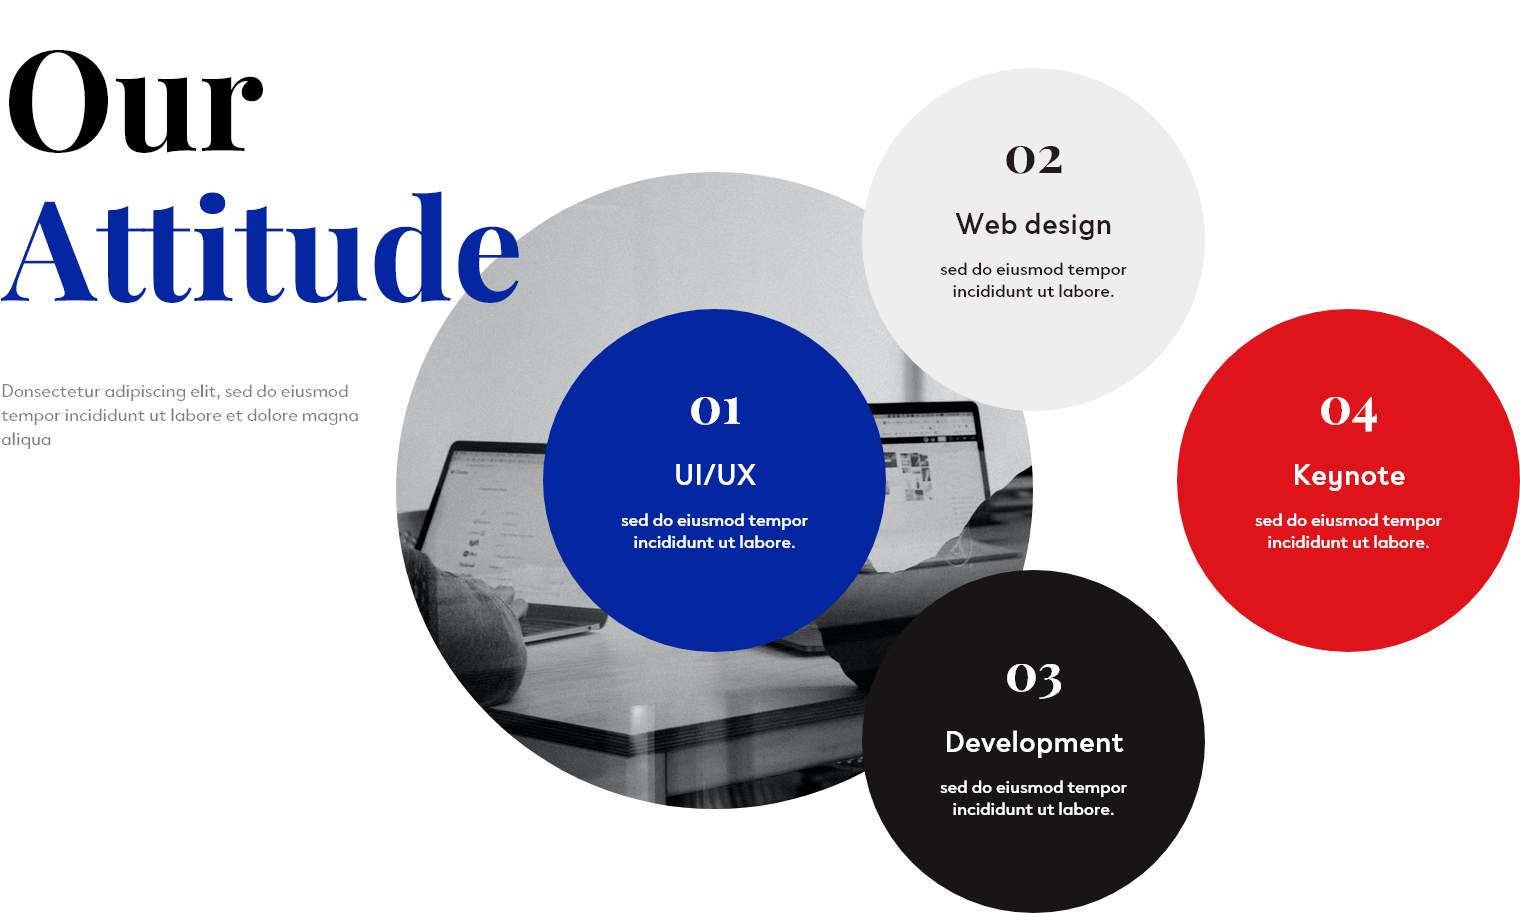 Our
Attitude
Donsectetur adipiscing elit, sed do eiusmod
tempor incididunt ut labore et dolore magna
aliqua
01
UI/UX
sed do eiusmod tempor
incididunt ut labore.
02
Web design
sed do eiusmod tempor
incididunt ut labore.
03
Development
sed do eiusmod tempor
incididunt ut labore.
04
Keynote
sed do eiusmod tempor
incididunt ut labore.